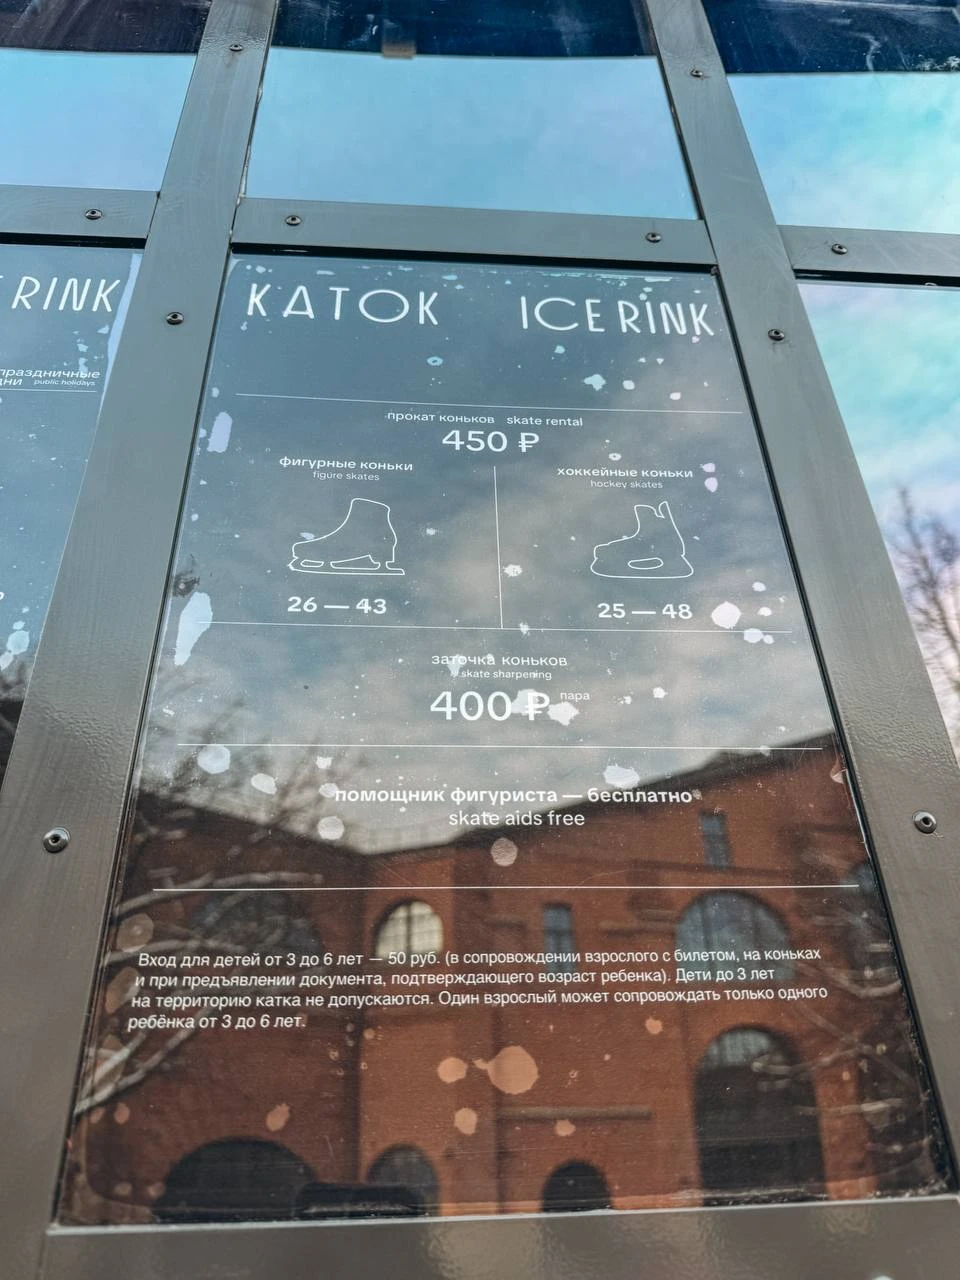 RINK
праздничные
дни public holidays
КАТОК ICE RINK
прокат коньков skate rental
450 ₽
фигурные коньки
figure skates
26 — 43
хоккейные коньки
hockey skates
25 — 48
заточка коньков
skate sharpening
400 ₽ пара
помощник фигуриста — бесплатно
skate aids free
Вход для детей от 3 до 6 лет — 50 руб. (в сопровождении взрослого с билетом, на коньках
и при предъявлении документа, подтверждающего возраст ребенка). Дети до 3 лет
на территорию катка не допускаются. Один взрослый может сопровождать только одного
ребёнка от 3 до 6 лет.